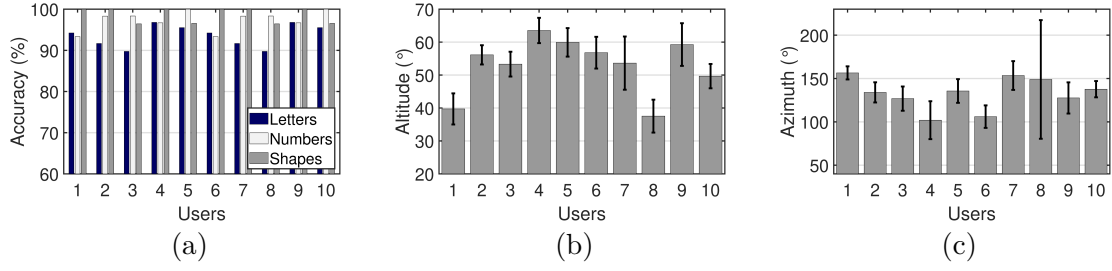 Accuracy (%)
100
90
80
70
60
Letters
Numbers
Shapes
1 2 3 4 5 6 7 8 9 10
Users
(a)
Altitude (°)
70
60
50
40
30
20
1 2 3 4 5 6 7 8 9 10
Users
(b)
Azimuth (°)
200
150
100
50
1 2 3 4 5 6 7 8 9 10
Users
(c)